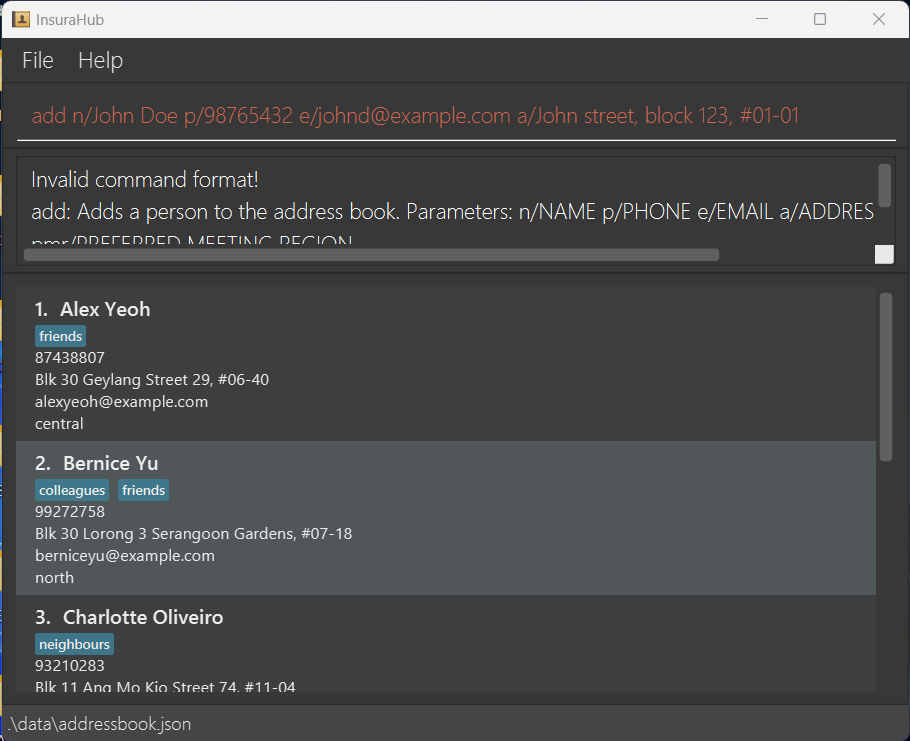 InsuraHub
File Help
add n/John Doe p/98765432 e/johnd@example.com a/John street, block 123, #01-01
Invalid command format!
add: Adds a person to the address book. Parameters: n/NAME p/PHONE e/EMAIL a/ADDRES
pmr/PREFERRED MEETING REGION
1. Alex Yeoh
friends
87438807
Blk 30 Geylang Street 29, #06-40
alexyeoh@example.com
central
2. Bernice Yu
colleagues friends
99272758
Blk 30 Lorong 3 Serangoon Gardens, #07-18
berniceyu@example.com
north
3. Charlotte Oliveiro
neighbours
93210283
Blk 11 Ang Mo Kio Street 74, #11-04
.\data\addressbook.json